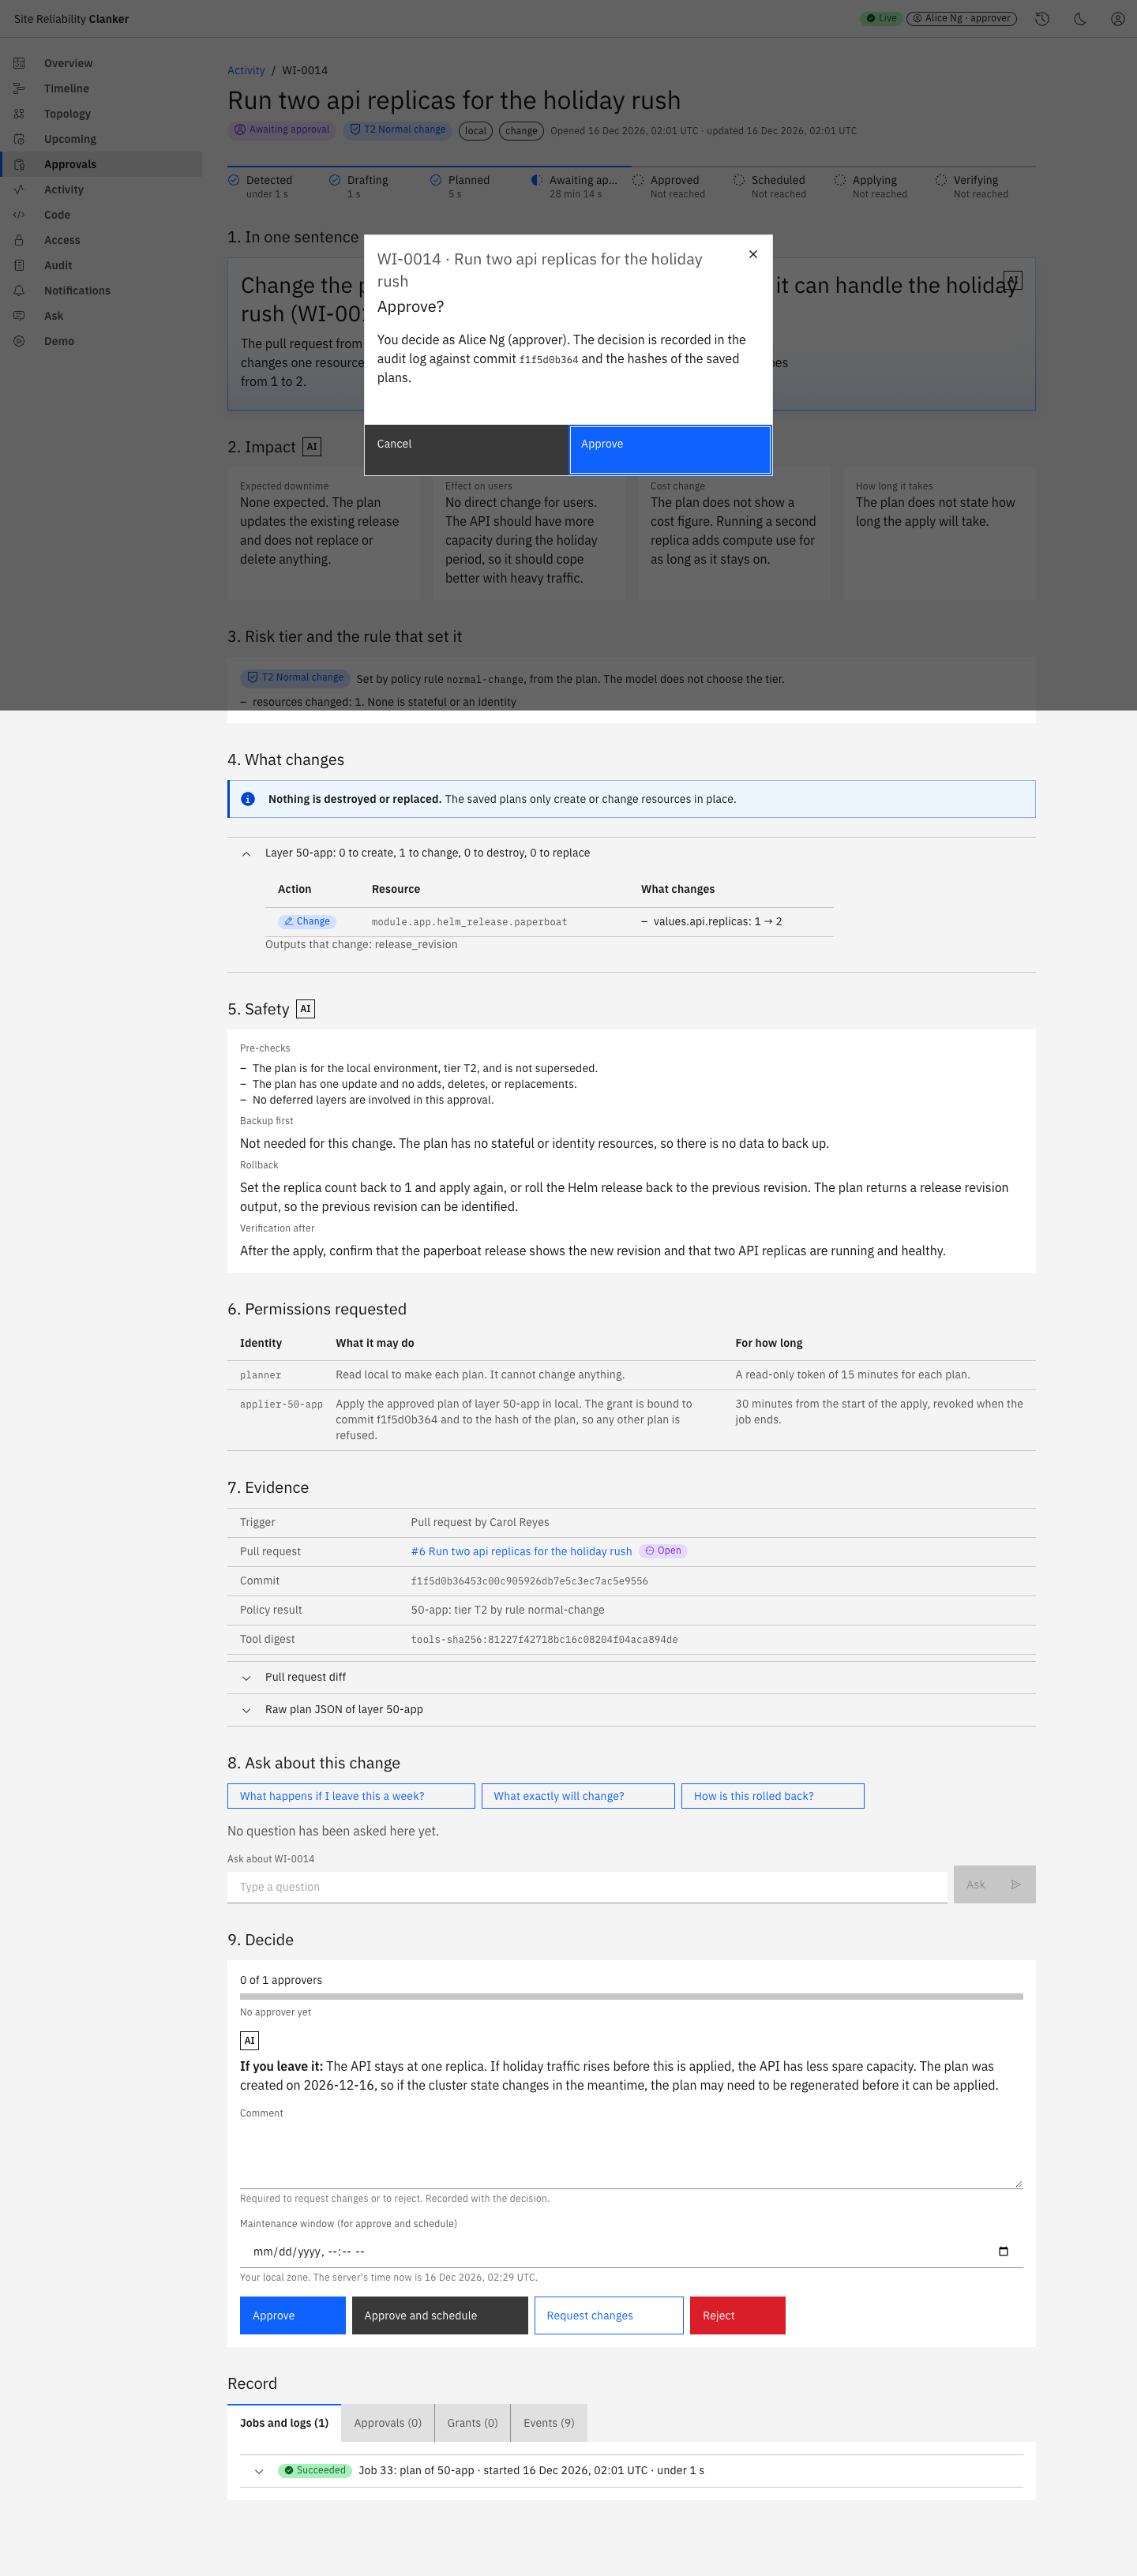 Site Reliability Clanker
Live
Alice Ng · approver
Overview
Timeline
Topology
Upcoming
Approvals
Activity
Code
Access
Audit
Notifications
Ask
Demo
Activity / WI-0014
Run two api replicas for the holiday rush
Awaiting approval
T2 Normal change
local
change
Opened 16 Dec 2026, 02:01 UTC · updated 16 Dec 2026, 02:01 UTC
Detected
under 1 s
Drafting
1 s
Planned
5 s
Awaiting ap...
28 min 14 s
Approved
Not reached
Scheduled
Not reached
Applying
Not reached
Verifying
Not reached
1. In one sentence
Change the
it can handle the holiday
AI
rush (WI-00
The pull request from
changes one resource
from 1 to 2.
WI-0014 · Run two api replicas for the holiday
rush
Approve?
You decide as Alice Ng (approver). The decision is recorded in the
audit log against commit f1f5d0b364 and the hashes of the saved
plans.
Cancel
Approve
2. Impact AI
Expected downtime
None expected. The plan
updates the existing release
and does not replace or
delete anything.
Effect on users
No direct change for users.
The API should have more
capacity during the holiday
period, so it should cope
better with heavy traffic.
Cost change
The plan does not show a
cost figure. Running a second
replica adds compute use for
as long as it stays on.
How long it takes
The plan does not state how
long the apply will take.
3. Risk tier and the rule that set it
T2 Normal change Set by policy rule normal-change, from the plan. The model does not choose the tier.
– resources changed: 1. None is stateful or an identity
4. What changes
Nothing is destroyed or replaced. The saved plans only create or change resources in place.
Layer 50-app: 0 to create, 1 to change, 0 to destroy, 0 to replace
Action Resource What changes
Change module.app.helm_release.paperboat – values.api.replicas: 1 → 2
Outputs that change: release_revision
5. Safety AI
Pre-checks
– The plan is for the local environment, tier T2, and is not superseded.
– The plan has one update and no adds, deletes, or replacements.
– No deferred layers are involved in this approval.
Backup first
Not needed for this change. The plan has no stateful or identity resources, so there is no data to back up.
Rollback
Set the replica count back to 1 and apply again, or roll the Helm release back to the previous revision. The plan returns a release revision
output, so the previous revision can be identified.
Verification after
After the apply, confirm that the paperboat release shows the new revision and that two API replicas are running and healthy.
6. Permissions requested
Identity What it may do For how long
planner Read local to make each plan. It cannot change anything. A read-only token of 15 minutes for each plan.
applier-50-app Apply the approved plan of layer 50-app in local. The grant is bound to
commit f1f5d0b364 and to the hash of the plan, so any other plan is
refused.
30 minutes from the start of the apply, revoked when the
job ends.
7. Evidence
Trigger Pull request by Carol Reyes
Pull request #6 Run two api replicas for the holiday rush Open
Commit f1f5d0b36453c00c905926db7e5c3ec7ac5e9556
Policy result 50-app: tier T2 by rule normal-change
Tool digest tools-sha256:81227f42718bc16c08204f04aca894de
Pull request diff
Raw plan JSON of layer 50-app
8. Ask about this change
What happens if I leave this a week?
What exactly will change?
How is this rolled back?
No question has been asked here yet.
Ask about WI-0014
Type a question
Ask
9. Decide
0 of 1 approvers
No approver yet
AI
If you leave it: The API stays at one replica. If holiday traffic rises before this is applied, the API has less spare capacity. The plan was
created on 2026-12-16, so if the cluster state changes in the meantime, the plan may need to be regenerated before it can be applied.
Comment
Required to request changes or to reject. Recorded with the decision.
Maintenance window (for approve and schedule)
mm/dd/yyyy, --:-- --
Your local zone. The server's time now is 16 Dec 2026, 02:29 UTC.
Approve
Approve and schedule
Request changes
Reject
Record
Jobs and logs (1)
Approvals (0)
Grants (0)
Events (9)
Succeeded Job 33: plan of 50-app · started 16 Dec 2026, 02:01 UTC · under 1 s